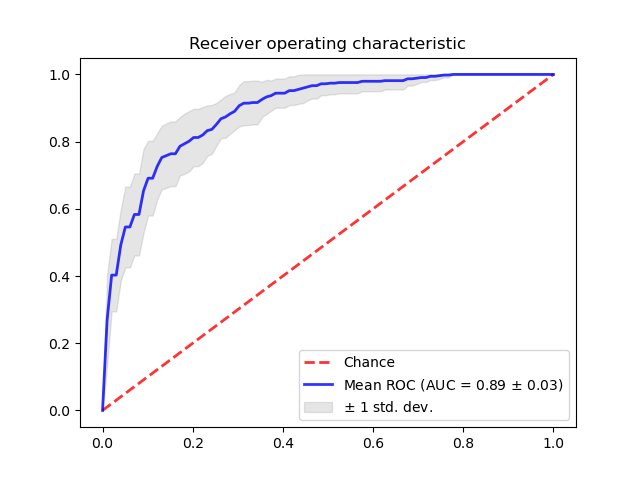 Receiver operating characteristic
1.0
0.8
0.6
0.4
0.2
0.0
Chance
Mean ROC (AUC = 0.89 ± 0.03)
± 1 std. dev.
0.0 0.2 0.4 0.6 0.8 1.0